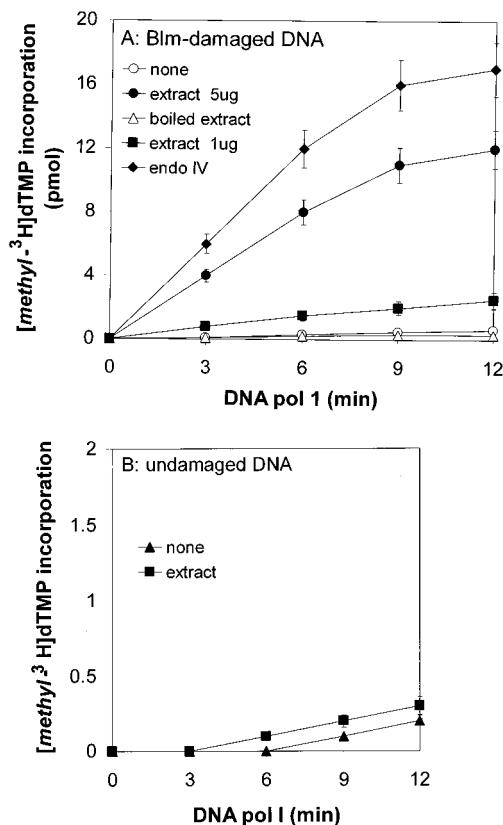 A: Blm-damaged DNA
none
extract 5ug
boiled extract
extract 1ug
endo IV
[methyl-³H]dTMP incorporation
(pmol)
20
16
12
8
4
0
0 3 6 9 12
DNA pol 1 (min)
B: undamaged DNA
none
extract
[methyl-³ H]dTMP incorporation
2
1.5
1
0.5
0
0 3 6 9 12
DNA pol I (min)